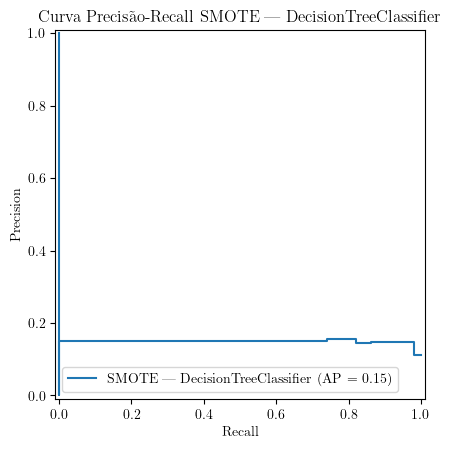 Curva Precisão-Recall SMOTE — DecisionTreeClassifier
1.0
0.8
0.6
0.4
0.2
0.0
Precision
SMOTE — DecisionTreeClassifier (AP = 0.15)
0.0 0.2 0.4 0.6 0.8 1.0
Recall